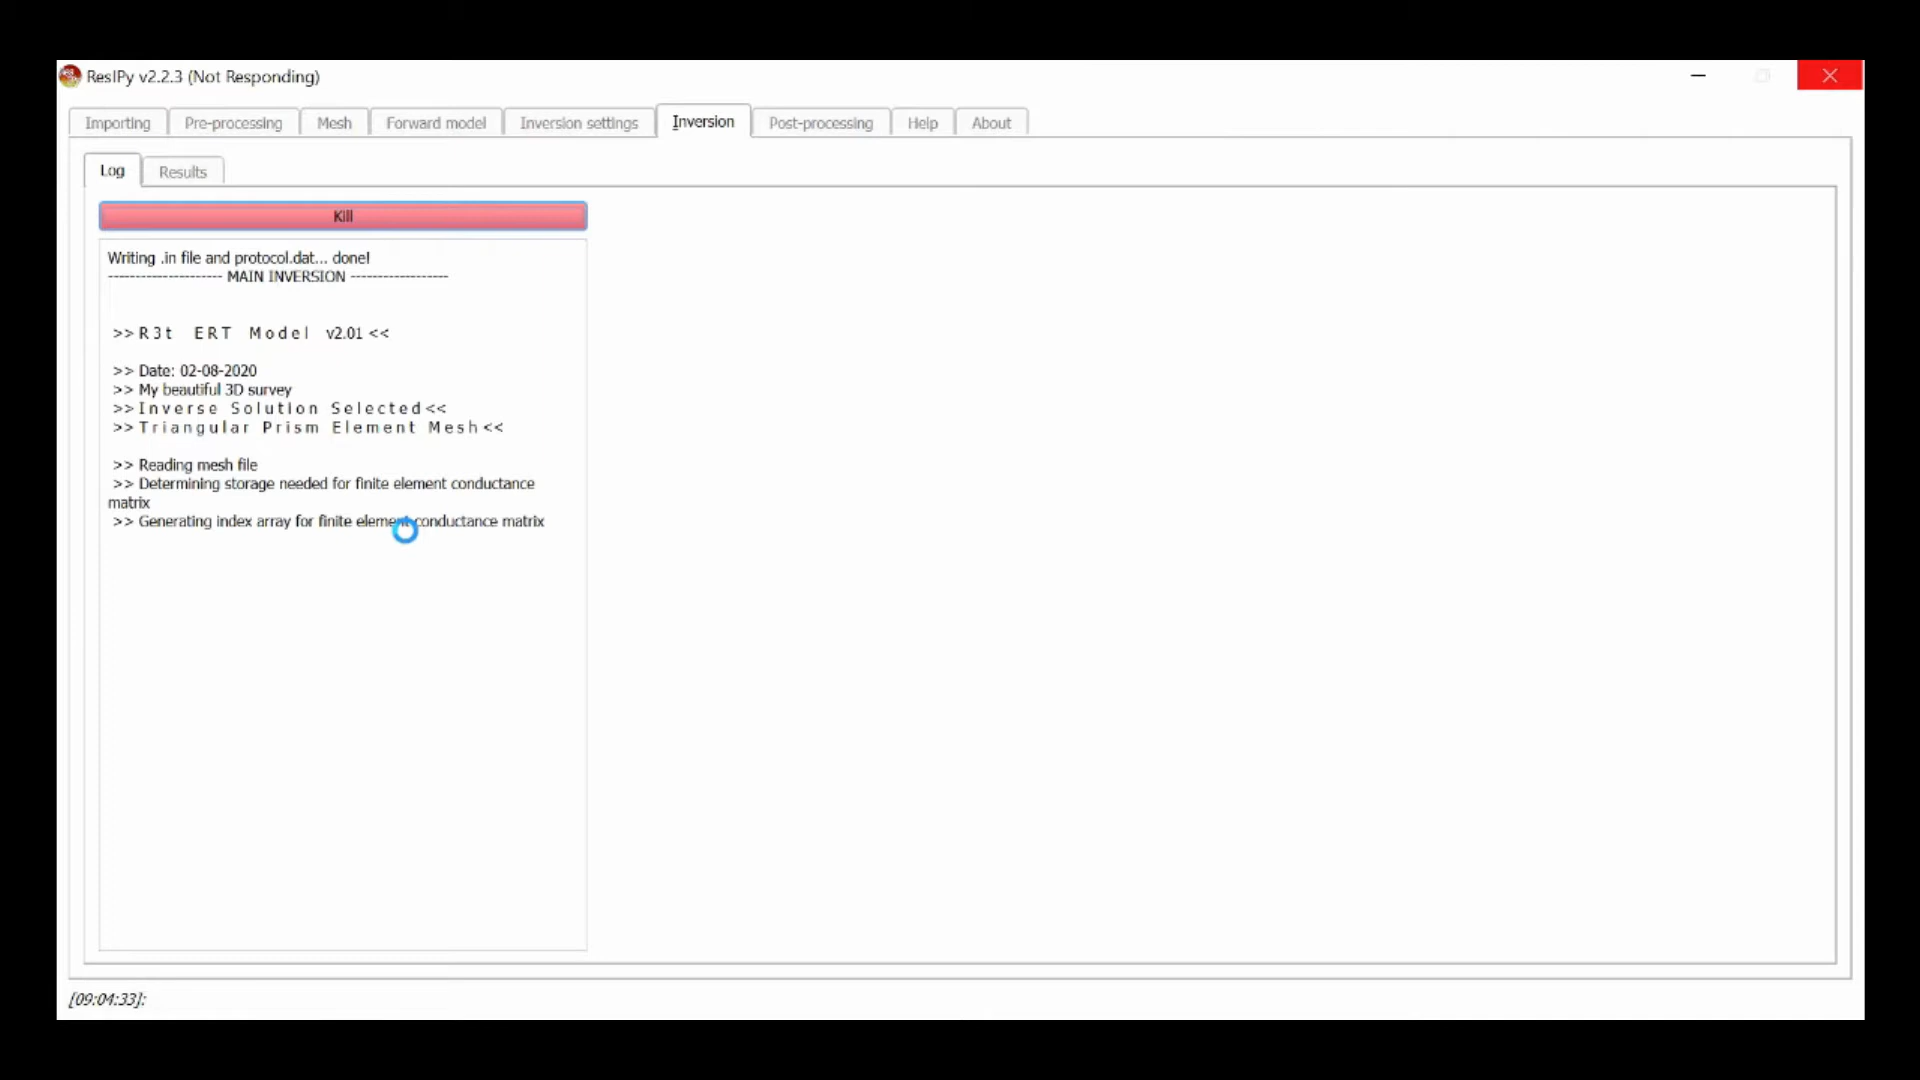 ResIPy v2.2.3 (Not Responding)
Importing Pre-processing Mesh Forward model Inversion settings Inversion Post-processing Help About
Log Results
Kill
Writing .in file and protocol.dat... done!
--------------------- MAIN INVERSION ------------------
>> R 3 t E R T M o d e l v2.01 <<
>> Date: 02-08-2020
>> My beautiful 3D survey
>> I n v e r s e S o l u t i o n S e l e c t e d <<
>> T r i a n g u l a r P r i s m E l e m e n t M e s h <<
>> Reading mesh file
>> Determining storage needed for finite element conductance
matrix
>> Generating index array for finite element conductance matrix
[09:04:33]: